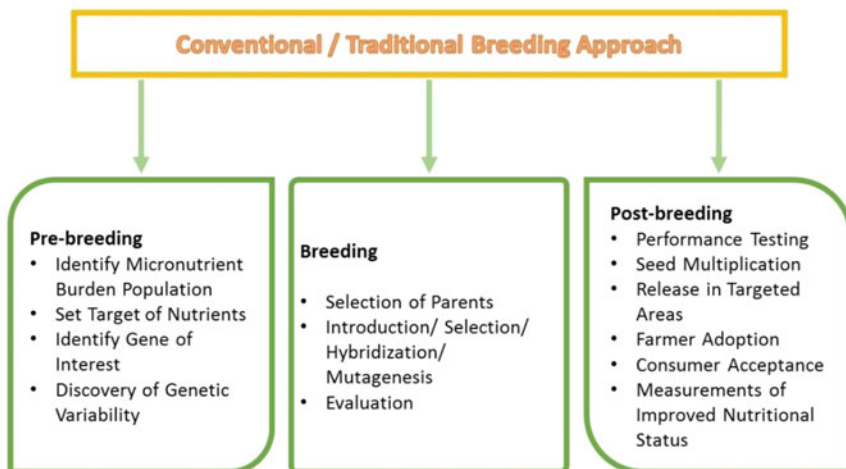 Conventional / Traditional Breeding Approach
Pre-breeding
• Identify Micronutrient
Burden Population
• Set Target of Nutrients
• Identify Gene of
Interest
• Discovery of Genetic
Variability
Breeding
• Selection of Parents
• Introduction/ Selection/
Hybridization/
Mutagenesis
• Evaluation
Post-breeding
• Performance Testing
• Seed Multiplication
• Release in Targeted
Areas
• Farmer Adoption
• Consumer Acceptance
• Measurements of
Improved Nutritional
Status